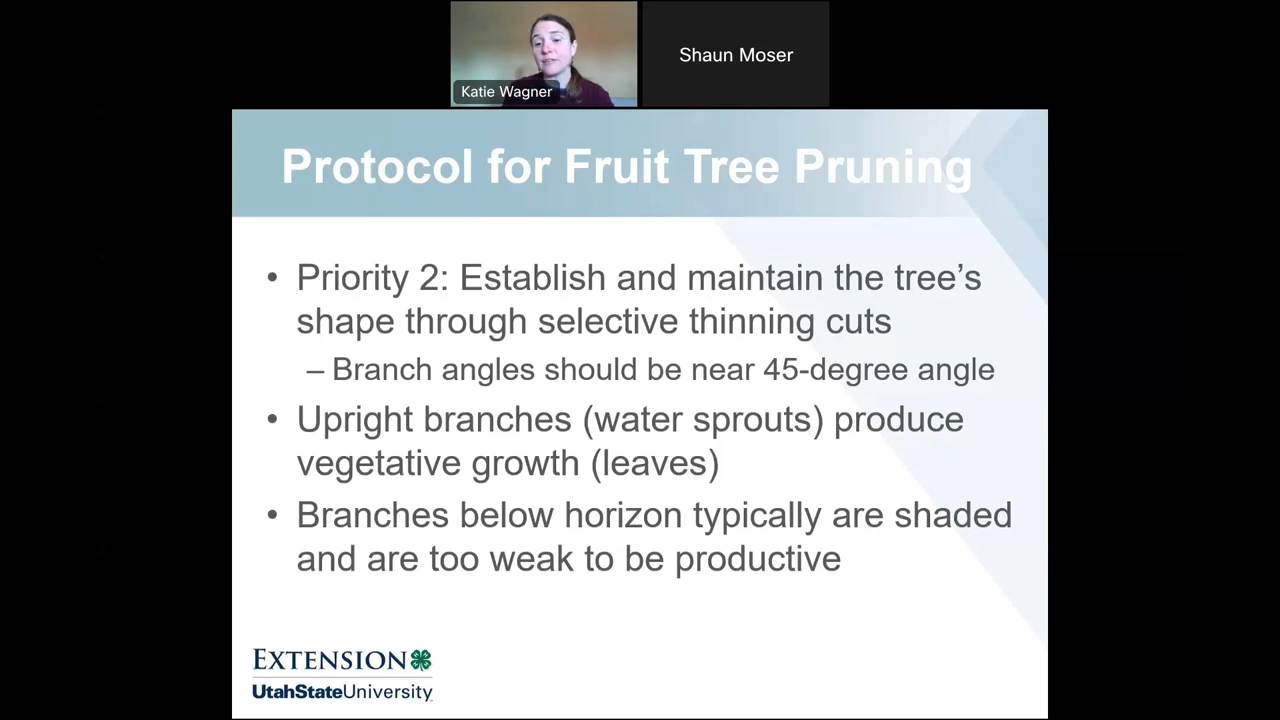 Shaun Moser
Katie Wagner
Protocol for Fruit Tree Pruning
• Priority 2: Establish and maintain the tree’s
shape through selective thinning cuts
– Branch angles should be near 45-degree angle
• Upright branches (water sprouts) produce
vegetative growth (leaves)
• Branches below horizon typically are shaded
and are too weak to be productive
EXTENSION
UtahStateUniversity